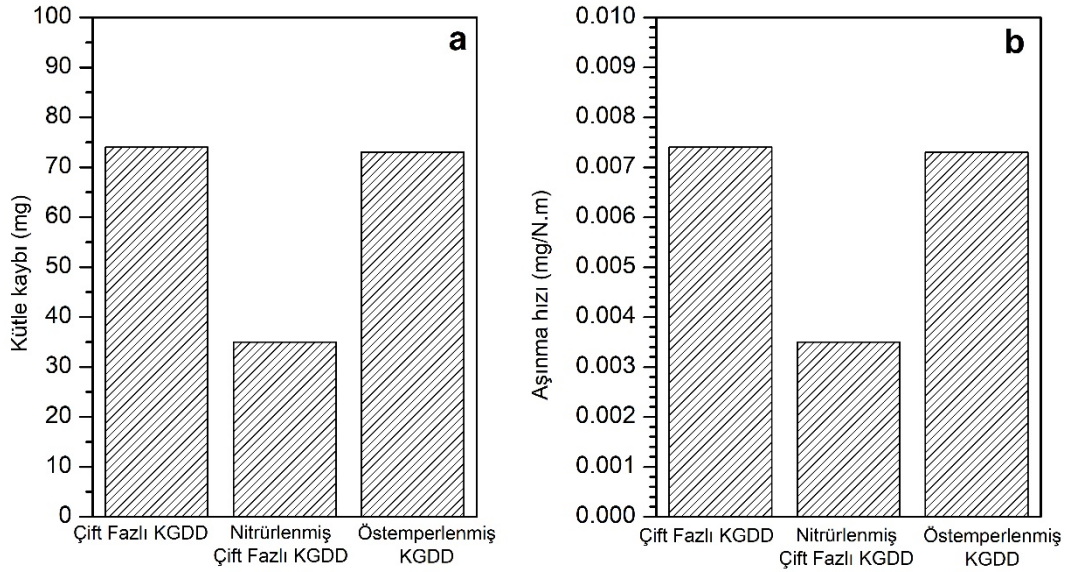 a
Kütle kaybı (mg)
100
90
80
70
60
50
40
30
20
10
0
Çift Fazlı KGDD
Nitrürlenmiş
Çift Fazlı KGDD
Östemperlenmiş
KGDD
b
Aşınma hızı (mg/N.m)
0.010
0.009
0.008
0.007
0.006
0.005
0.004
0.003
0.002
0.001
0.000
Çift Fazlı KGDD
Nitrürlenmiş
Çift Fazlı KGDD
Östemperlenmiş
KGDD